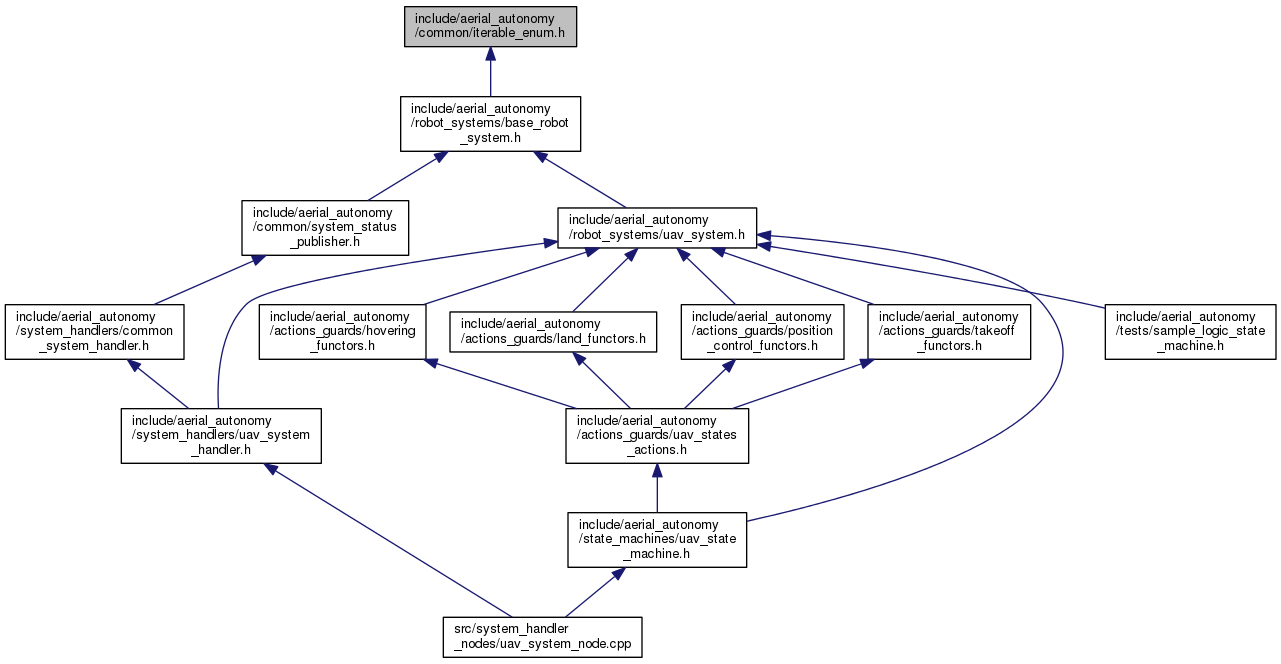 include/aerial_autonomy
/common/iterable_enum.h
include/aerial_autonomy
/robot_systems/base_robot
_system.h
include/aerial_autonomy
/common/system_status
_publisher.h
include/aerial_autonomy
/robot_systems/uav_system.h
include/aerial_autonomy
/system_handlers/common
_system_handler.h
include/aerial_autonomy
/actions_guards/hovering
_functors.h
include/aerial_autonomy
/actions_guards/land_functors.h
include/aerial_autonomy
/actions_guards/position
_control_functors.h
include/aerial_autonomy
/actions_guards/takeoff
_functors.h
include/aerial_autonomy
/tests/sample_logic_state
_machine.h
include/aerial_autonomy
/system_handlers/uav_system
_handler.h
include/aerial_autonomy
/actions_guards/uav_states
_actions.h
include/aerial_autonomy
/state_machines/uav_state
_machine.h
src/system_handler
_nodes/uav_system_node.cpp